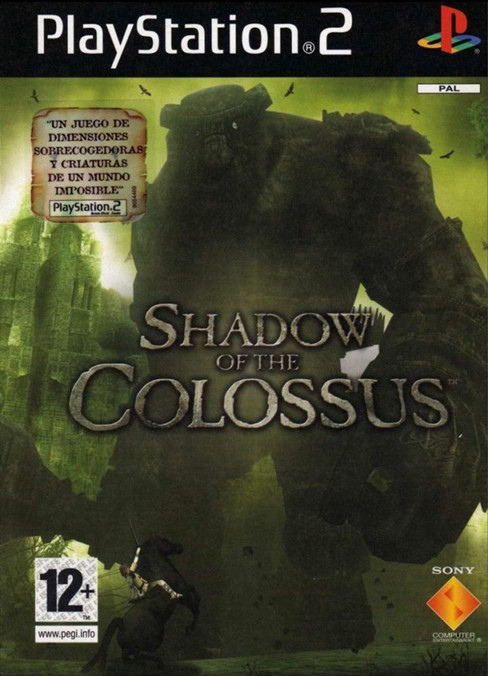 PlayStation®2
PAL
"UN JUEGO DE
DIMENSIONES
SOBRECOGEDORAS
Y CRIATURAS
DE UN MUNDO
IMPOSIBLE"
PlayStation®2
SHADOW
OF THE
COLOSSUS™
12+
www.pegi.info
SONY
COMPUTER
ENTERTAINMENT®